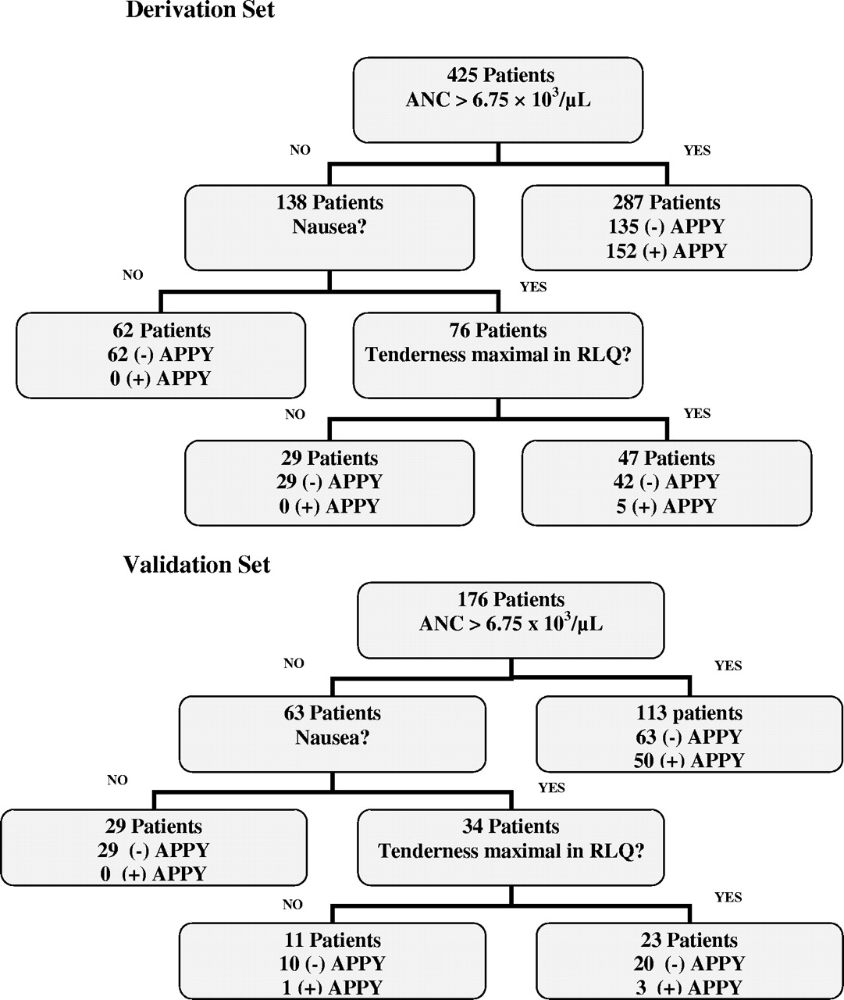 Derivation Set
425 Patients
ANC > 6.75 × 10³/µL
NO
YES
138 Patients
Nausea?
287 Patients
135 (-) APPY
152 (+) APPY
NO
YES
62 Patients
62 (-) APPY
0 (+) APPY
76 Patients
Tenderness maximal in RLQ?
NO
YES
29 Patients
29 (-) APPY
0 (+) APPY
47 Patients
42 (-) APPY
5 (+) APPY
Validation Set
176 Patients
ANC > 6.75 x 10³/µL
NO
YES
63 Patients
Nausea?
113 patients
63 (-) APPY
50 (+) APPY
NO
YES
29 Patients
29 (-) APPY
0 (+) APPY
34 Patients
Tenderness maximal in RLQ?
NO
YES
11 Patients
10 (-) APPY
1 (+) APPY
23 Patients
20 (-) APPY
3 (+) APPY